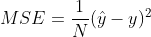 MSE = \frac{1}{N}(\hat{y} - y)^2